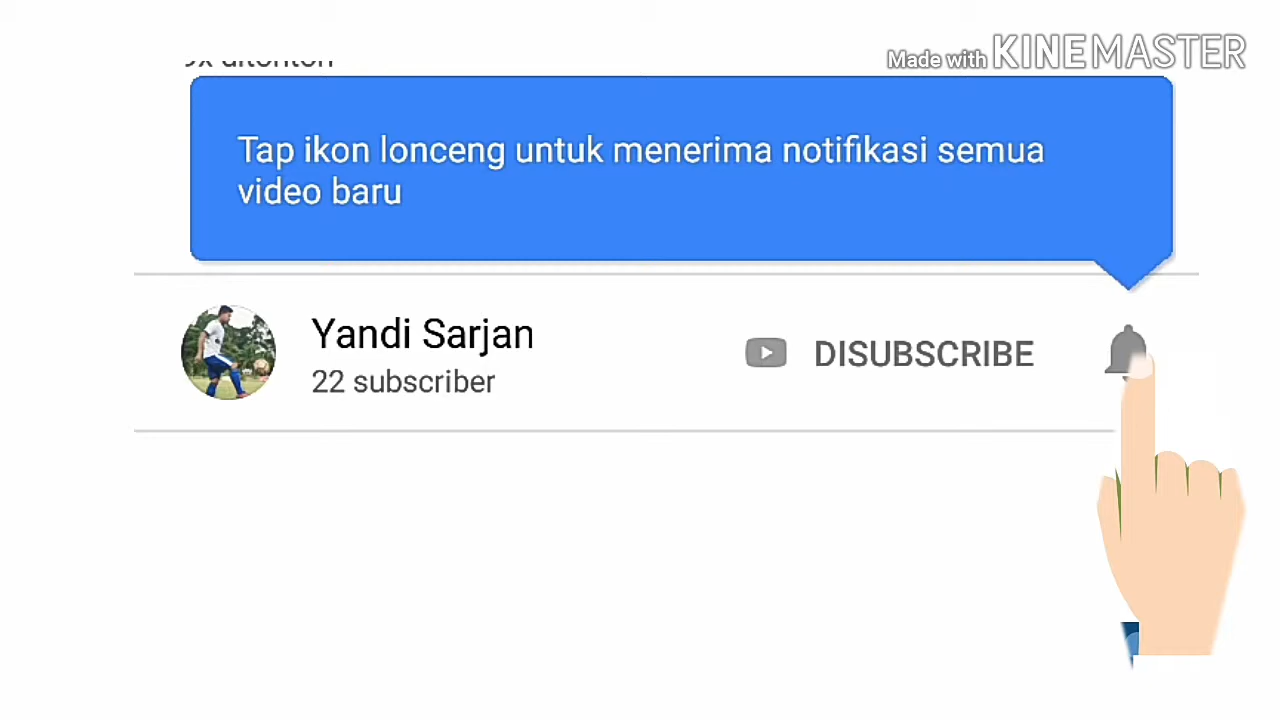 Made with KINEMASTER
Tap ikon lonceng untuk menerima notifikasi semua
video baru
Yandi Sarjan
22 subscriber
DISUBSCRIBE